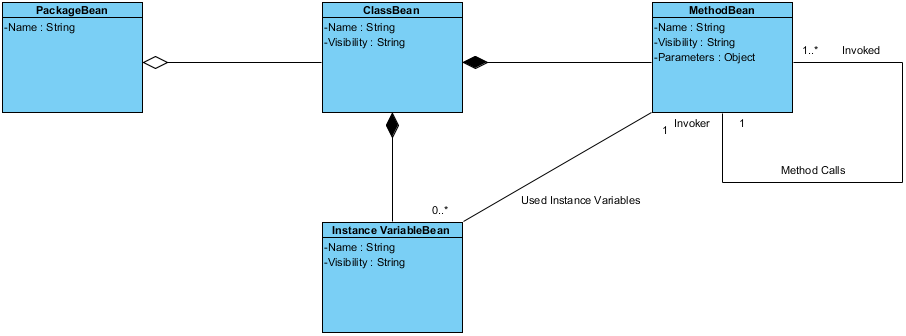 PackageBean
-Name : String
ClassBean
-Name : String
-Visibility : String
MethodBean
-Name : String
-Visibility : String
-Parameters : Object
1..*
Invoked
1
Invoker
1
Method Calls
Used Instance Variables
0..*
Instance VariableBean
-Name : String
-Visibility : String